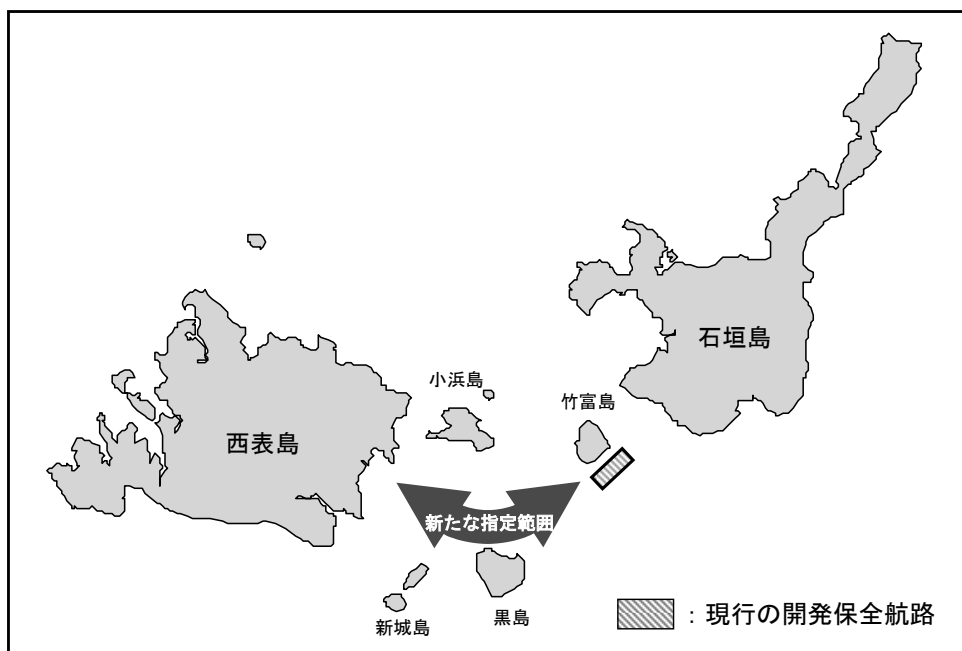 石垣島
小浜島
竹富島
西表島
新たな指定範囲
新城島
黒島
：現行の開発保全航路